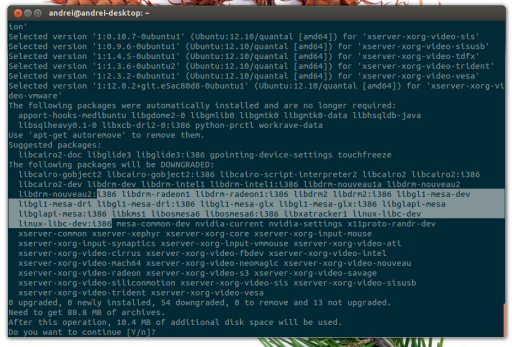 andrei@andrei-desktop: ~
ion'
Selected version '1:0.10.7-0ubuntu1' (Ubuntu:12.10/quantal [amd64]) for 'xserver-xorg-video-sis'
Selected version '1:0.9.6-0ubuntu1' (Ubuntu:12.10/quantal [amd64]) for 'xserver-xorg-video-sisusb'
Selected version '1:1.4.5-0ubuntu1' (Ubuntu:12.10/quantal [amd64]) for 'xserver-xorg-video-tdfx'
Selected version '1:1.3.6-0ubuntu2' (Ubuntu:12.10/quantal [amd64]) for 'xserver-xorg-video-trident'
Selected version '1:2.3.2-0ubuntu1' (Ubuntu:12.10/quantal [amd64]) for 'xserver-xorg-video-vesa'
Selected version '1:12.0.2+git.e5ac80d8-0ubuntu1' (Ubuntu:12.10/quantal [amd64]) for 'xserver-xorg-vi
deo-vmware'
The following packages were automatically installed and are no longer required:
apport-hooks-medibuntu libgdome2-0 libgmlib0 libgmtk0 libgmtk0-data libhsqldb-java
libsqlheavy0.1-0 libxcb-dri2-0:i386 python-prctl workrave-data
Use 'apt-get autoremove' to remove them.
Suggested packages:
libcairo2-doc libglide3 libglide3:i386 gpointing-device-settings touchfreeze
The following packages will be DOWNGRADED:
libcairo-gobject2 libcairo-gobject2:i386 libcairo-script-interpreter2 libcairo2 libcairo2:i386
libcairo2-dev libdrm-dev libdrm-intel1 libdrm-intel1:i386 libdrm-nouveau1a libdrm-nouveau2
libdrm-nouveau2:i386 libdrm-radeon1 libdrm-radeon1:i386 libdrm2 libdrm2:i386 libgl1-mesa-dev
libgl1-mesa-dri libgl1-mesa-dri:i386 libgl1-mesa-glx libgl1-mesa-glx:i386 libglapi-mesa
libglapi-mesa:i386 libkms1 libosmesa6 libosmesa6:i386 libxatracker1 linux-libc-dev
linux-libc-dev:i386 mesa-common-dev nvidia-current nvidia-settings x11proto-randr-dev
xserver-common xserver-xephyr xserver-xorg-core xserver-xorg-input-mouse
xserver-xorg-input-synaptics xserver-xorg-input-vmmouse xserver-xorg-video-ati
xserver-xorg-video-cirrus xserver-xorg-video-fbdev xserver-xorg-video-intel
xserver-xorg-video-mach64 xserver-xorg-video-neomagic xserver-xorg-video-nouveau
xserver-xorg-video-radeon xserver-xorg-video-s3 xserver-xorg-video-savage
xserver-xorg-video-siliconmotion xserver-xorg-video-sis xserver-xorg-video-sisusb
xserver-xorg-video-trident xserver-xorg-video-vesa
0 upgraded, 0 newly installed, 54 downgraded, 0 to remove and 13 not upgraded.
Need to get 88.8 MB of archives.
After this operation, 10.4 MB of additional disk space will be used.
Do you want to continue [Y/n]?